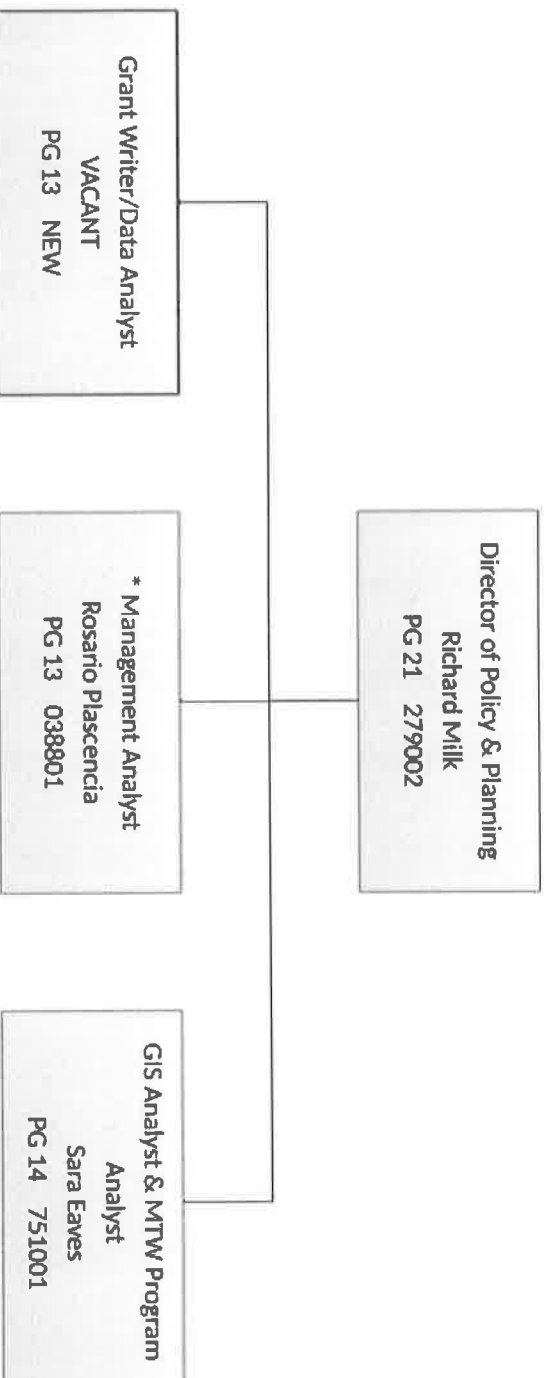 Director of Policy & Planning
Richard Milk
PG 21 279002
Grant Writer/Data Analyst
VACANT
PG 13 NEW
* Management Analyst
Rosario Plascencia
PG 13 038801
GIS Analyst & MTW Program
Analyst
Sara Eaves
PG 14 751001